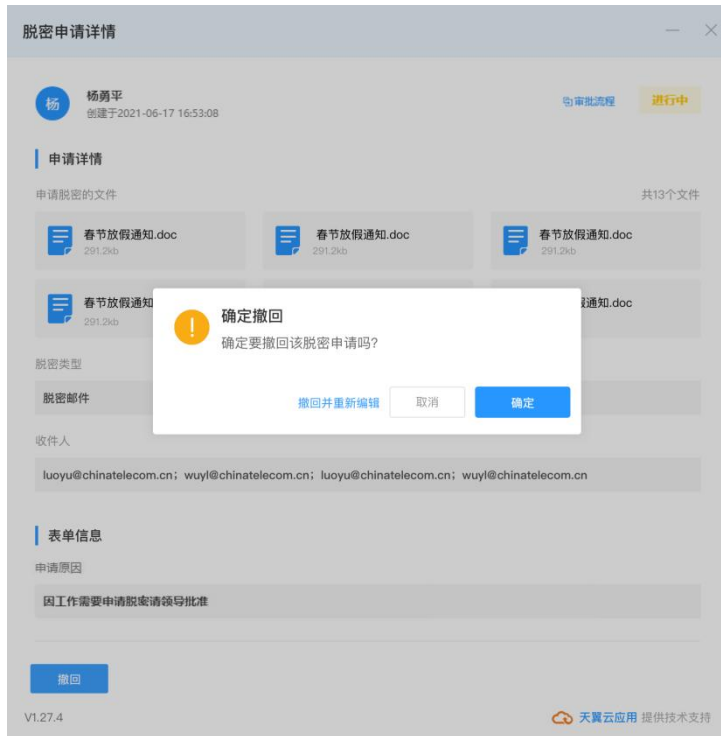 脱密申请详情
杨
杨勇平
创建于2021-06-17 16:53:08
审批流程
进行中
申请详情
申请脱密的文件
共13个文件
春节放假通知.doc
291.2kb
春节放假通知.doc
291.2kb
春节放假通知.doc
291.2kb
春节放假通知
291.2kb
通知.doc
确定撤回
确定要撤回该脱密申请吗?
撤回并重新编辑
取消
确定
脱密类型
脱密邮件
收件人
luoyu@chinatelecom.cn；wuyl@chinatelecom.cn；luoyu@chinatelecom.cn；wuyl@chinatelecom.cn
表单信息
申请原因
因工作需要申请脱密请领导批准
撤回
V1.27.4
天翼云应用 提供技术支持